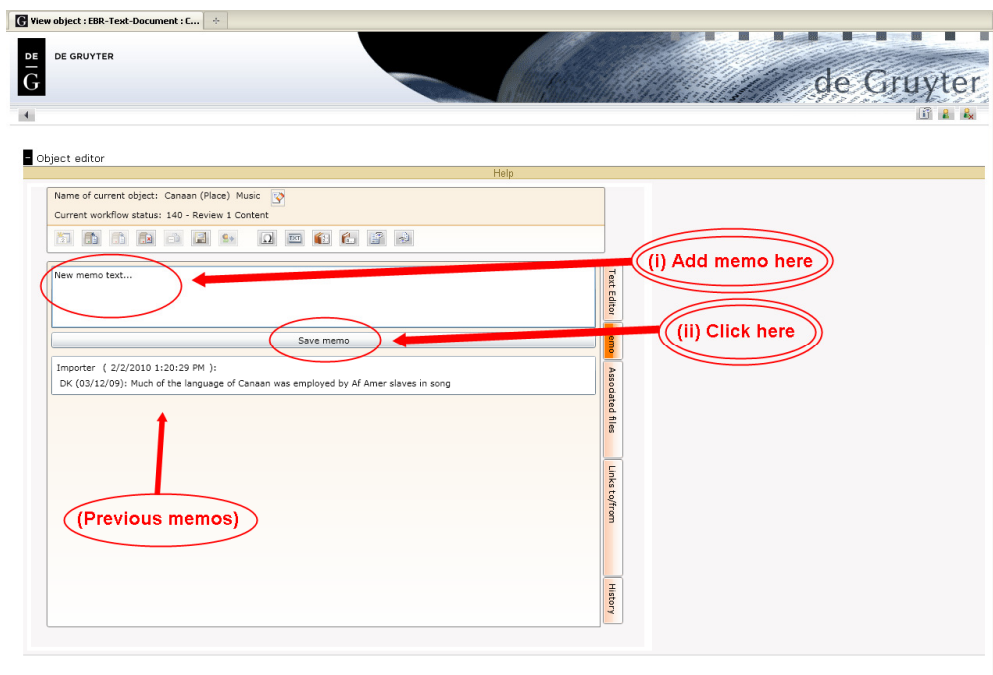 View object : EBR-Text-Document : C...
DE
G
DE GRUYTER
de Gruyter
Object editor
Help
Name of current object: Canaan (Place) Music
Current workflow status: 140 - Review 1 Content
TXT
(i) Add memo here
New memo text...
Text Editor
(ii) Click here
Save memo
emo
Importer ( 2/2/2010 1:20:29 PM ):
DK (03/12/09): Much of the language of Canaan was employed by Af Amer slaves in song
Associated files
Links to/from
(Previous memos)
History